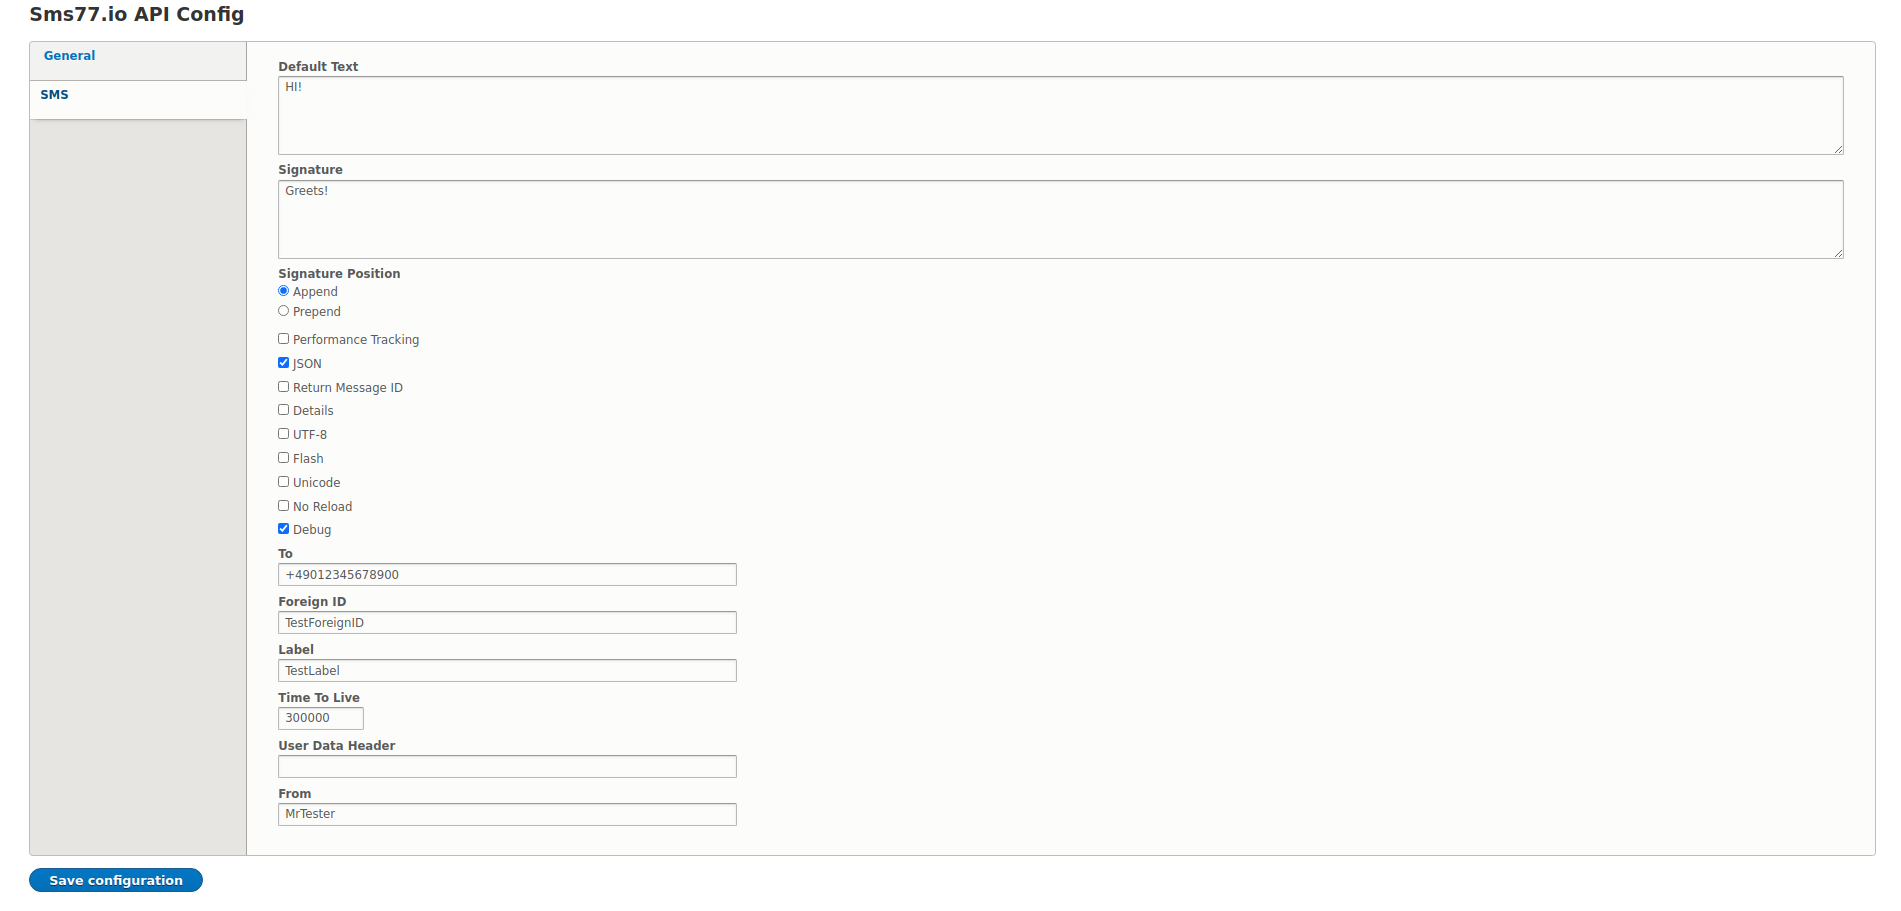 Sms77.io API Config
General
SMS
Default Text
HI!
Signature
Greets!
Signature Position
Append
Prepend
Performance Tracking
JSON
Return Message ID
Details
UTF-8
Flash
Unicode
No Reload
Debug
To
+49012345678900
Foreign ID
TestForeignID
Label
TestLabel
Time To Live
300000
User Data Header
From
MrTester
Save configuration